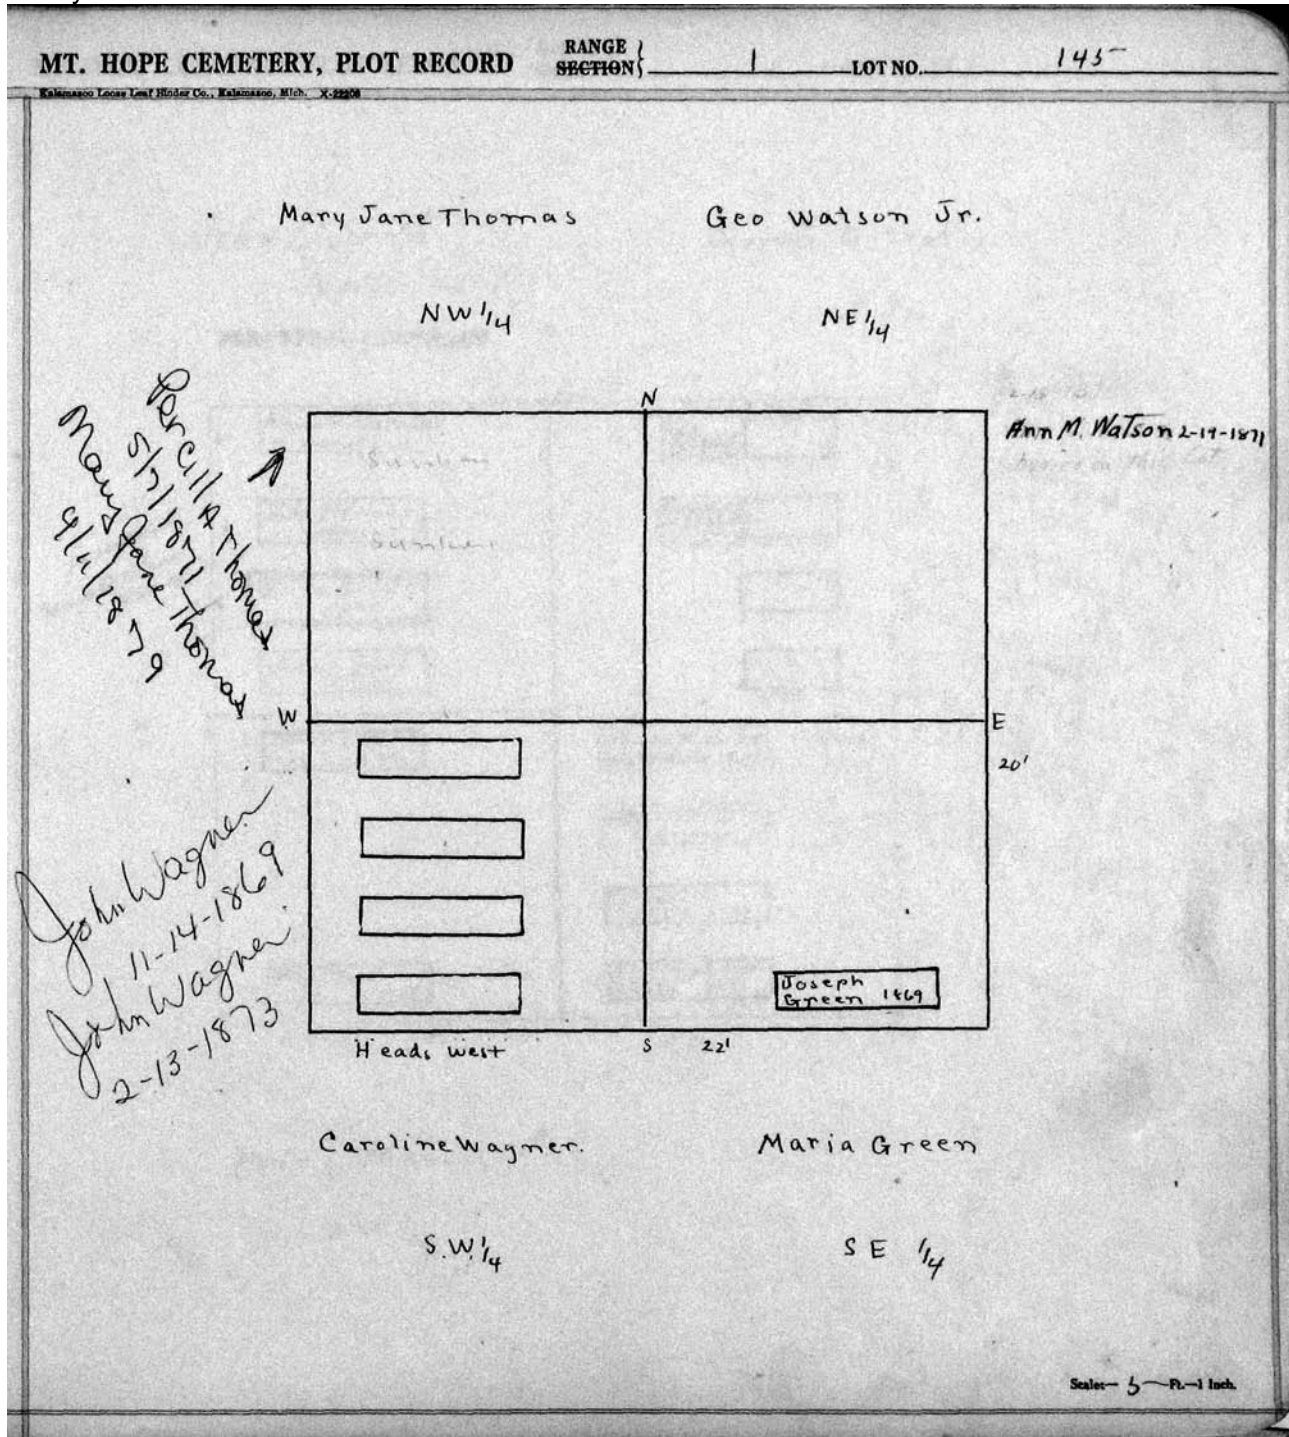 MT. HOPE CEMETERY, PLOT RECORD
RANGE
SECTION
1
LOT NO. 145
Kalamazoo Loose Leaf Binder Co., Kalamazoo, Mich. X-22208
Mary Jane Thomas
Geo Watson Jr.
NW 1/4
NE 1/4
N
Ann M. Watson 2-19-1871
Percilla Thomas
5/7/1871
Mary Jane Thomas
9/11/1879
W
E
20'
John Wagner
11-14-1869
John Wagner
2-13-1873
Joseph
Green 1869
Heads west
S 22'
Caroline Wagner.
Maria Green
S.W. 1/4
S E 1/4
Scale— 5 —Ft.—1 Inch.